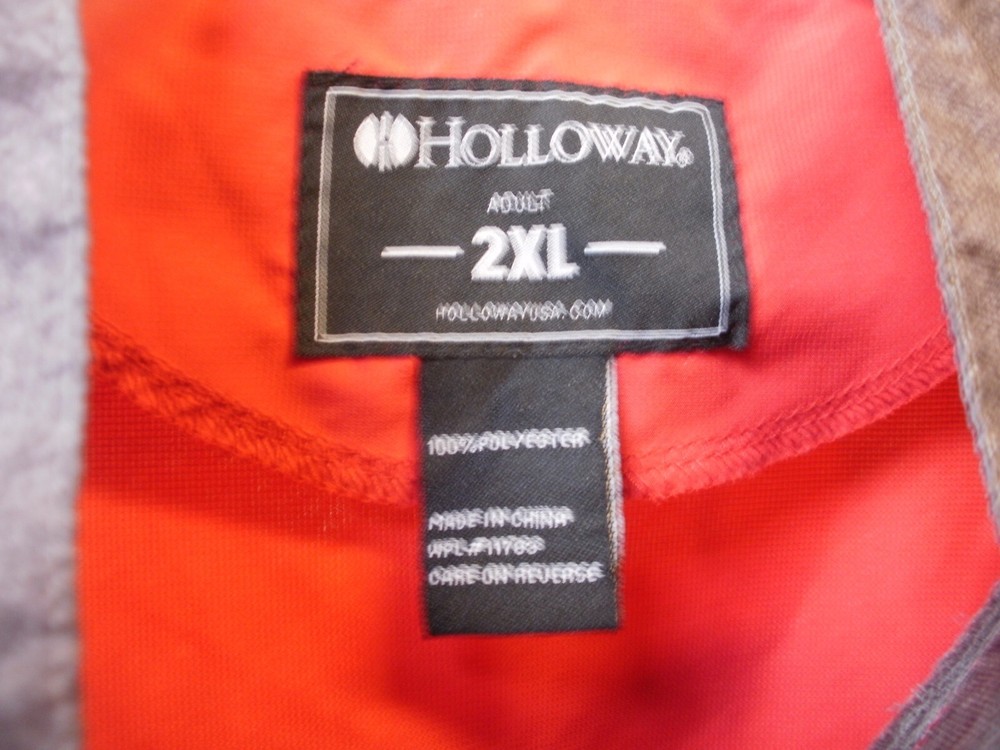 HOLLOWAY®
ADULT
2XL
HOLLOWAYUSA.COM
100% POLYESTER
MADE IN CHINA
WPL#11783
CARE ON REVERSE